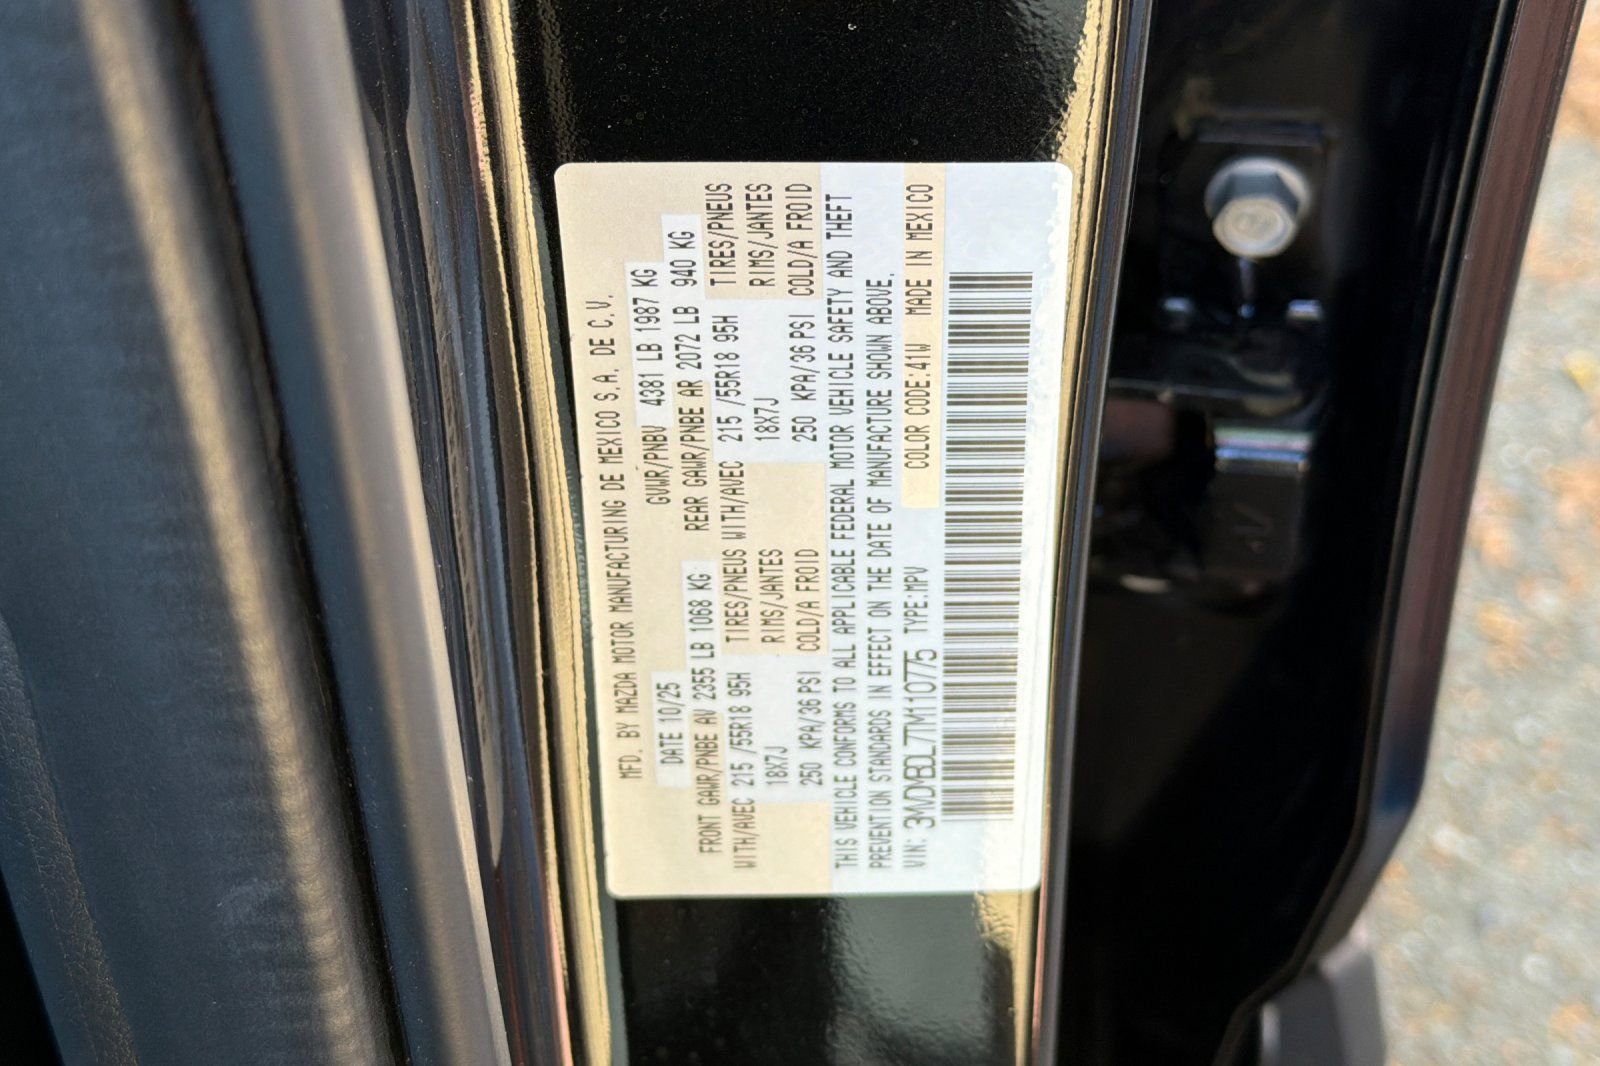 MFD. BY MAZDA MOTOR MANUFACTURING DE MEXICO S.A. DE C.V.
DATE 10/25 GVWR/PNBV 4381 LB 1987 KG
FRONT GAWR/PNBE AV 2355 LB 1068 KG REAR GAWR/PNBE AR 2072 LB 940 KG
WITH/AVEC 215 /55R18 95H TIRES/PNEUS WITH/AVEC 215 /55R18 95H TIRES/PNEUS
18X7J RIMS/JANTES 18X7J RIMS/JANTES
250 KPA/36 PSI COLD/A FROID 250 KPA/36 PSI COLD/A FROID
THIS VEHICLE CONFORMS TO ALL APPLICABLE FEDERAL MOTOR VEHICLE SAFETY AND THEFT
PREVENTION STANDARDS IN EFFECT ON THE DATE OF MANUFACTURE SHOWN ABOVE.
VIN: 3MVDMBDL7TM110775 TYPE:MPV COLOR CODE:41W MADE IN MEXICO